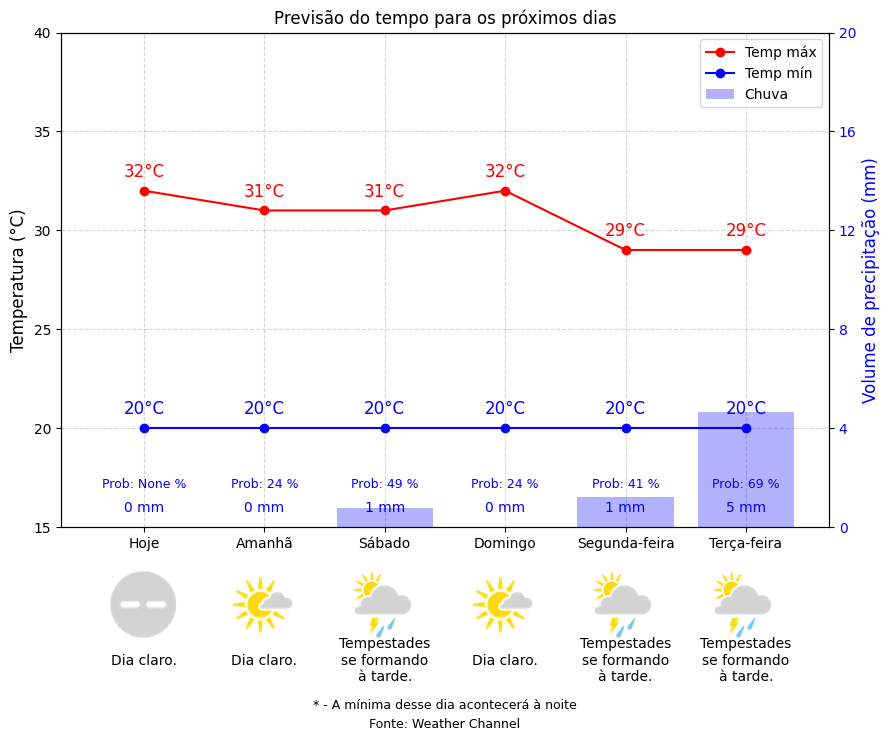 Previsão do tempo para os próximos dias
Temp máx
Temp mín
Chuva
Temperatura (°C)
Volume de precipitação (mm)
40
35
30
25
20
15
20
16
12
8
4
0
32°C
31°C
31°C
32°C
29°C
29°C
20°C
20°C
20°C
20°C
20°C
20°C
Prob: None %
Prob: 24 %
Prob: 49 %
Prob: 24 %
Prob: 41 %
Prob: 69 %
0 mm
0 mm
1 mm
0 mm
1 mm
5 mm
Hoje
Amanhã
Sábado
Domingo
Segunda-feira
Terça-feira
Dia claro.
Dia claro.
Tempestades
se formando
à tarde.
Dia claro.
Tempestades
se formando
à tarde.
Tempestades
se formando
à tarde.
* - A mínima desse dia acontecerá à noite
Fonte: Weather Channel